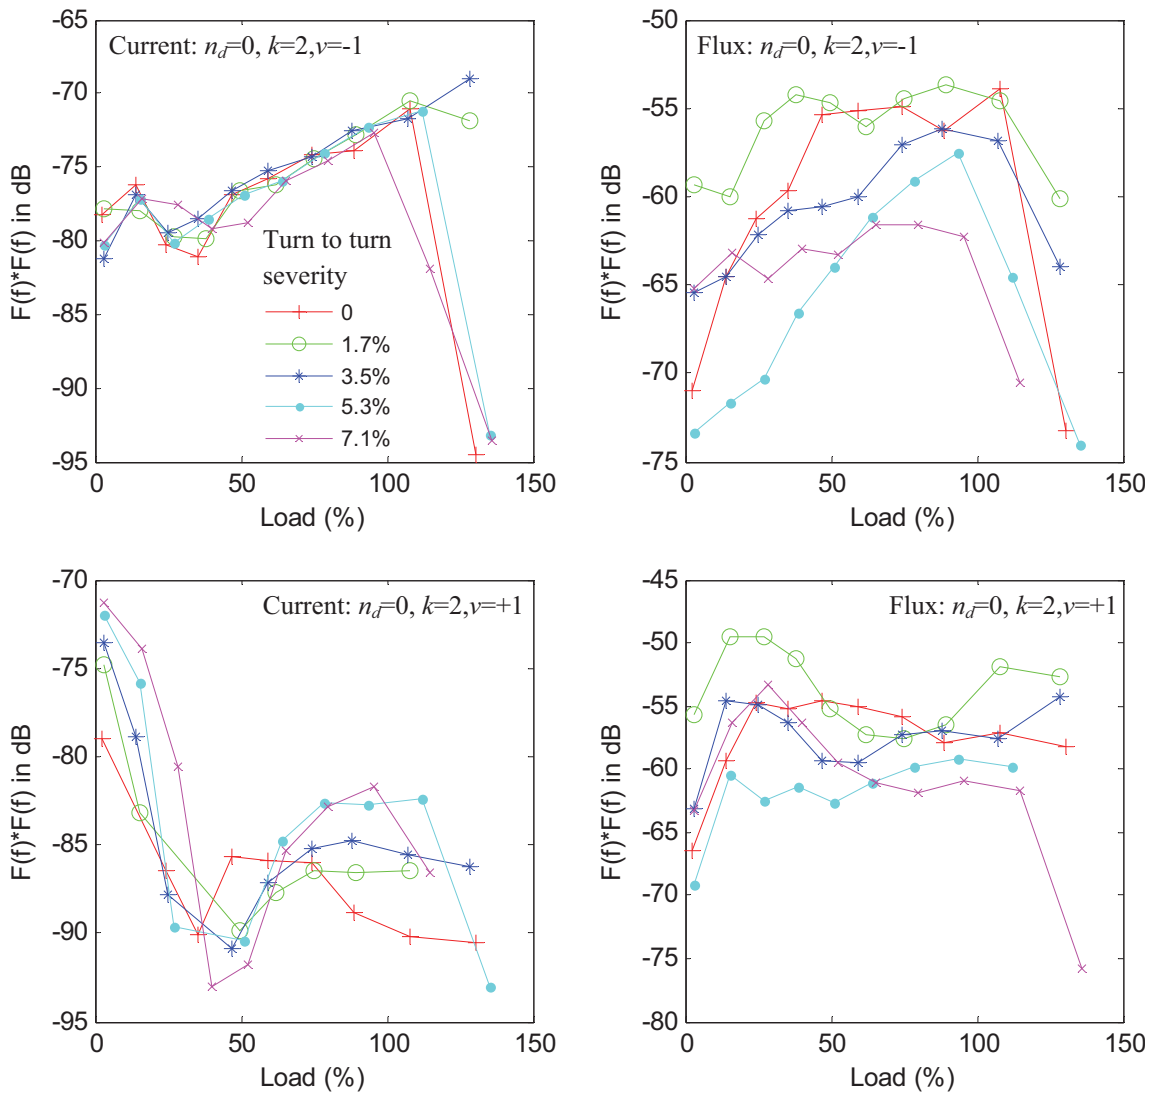 Current: n_d=0, k=2,v=-1
F(f)*F(f) in dB
-65
-70
-75
-80
-85
-90
-95
0 50 100 150
Load (%)
Turn to turn
severity
0
1.7%
3.5%
5.3%
7.1%
Flux: n_d=0, k=2,v=-1
F(f)*F(f) in dB
-50
-55
-60
-65
-70
-75
0 50 100 150
Load (%)
Current: n_d=0, k=2,v=+1
F(f)*F(f) in dB
-70
-75
-80
-85
-90
-95
0 50 100 150
Load (%)
Flux: n_d=0, k=2,v=+1
F(f)*F(f) in dB
-45
-50
-55
-60
-65
-70
-75
-80
0 50 100 150
Load (%)